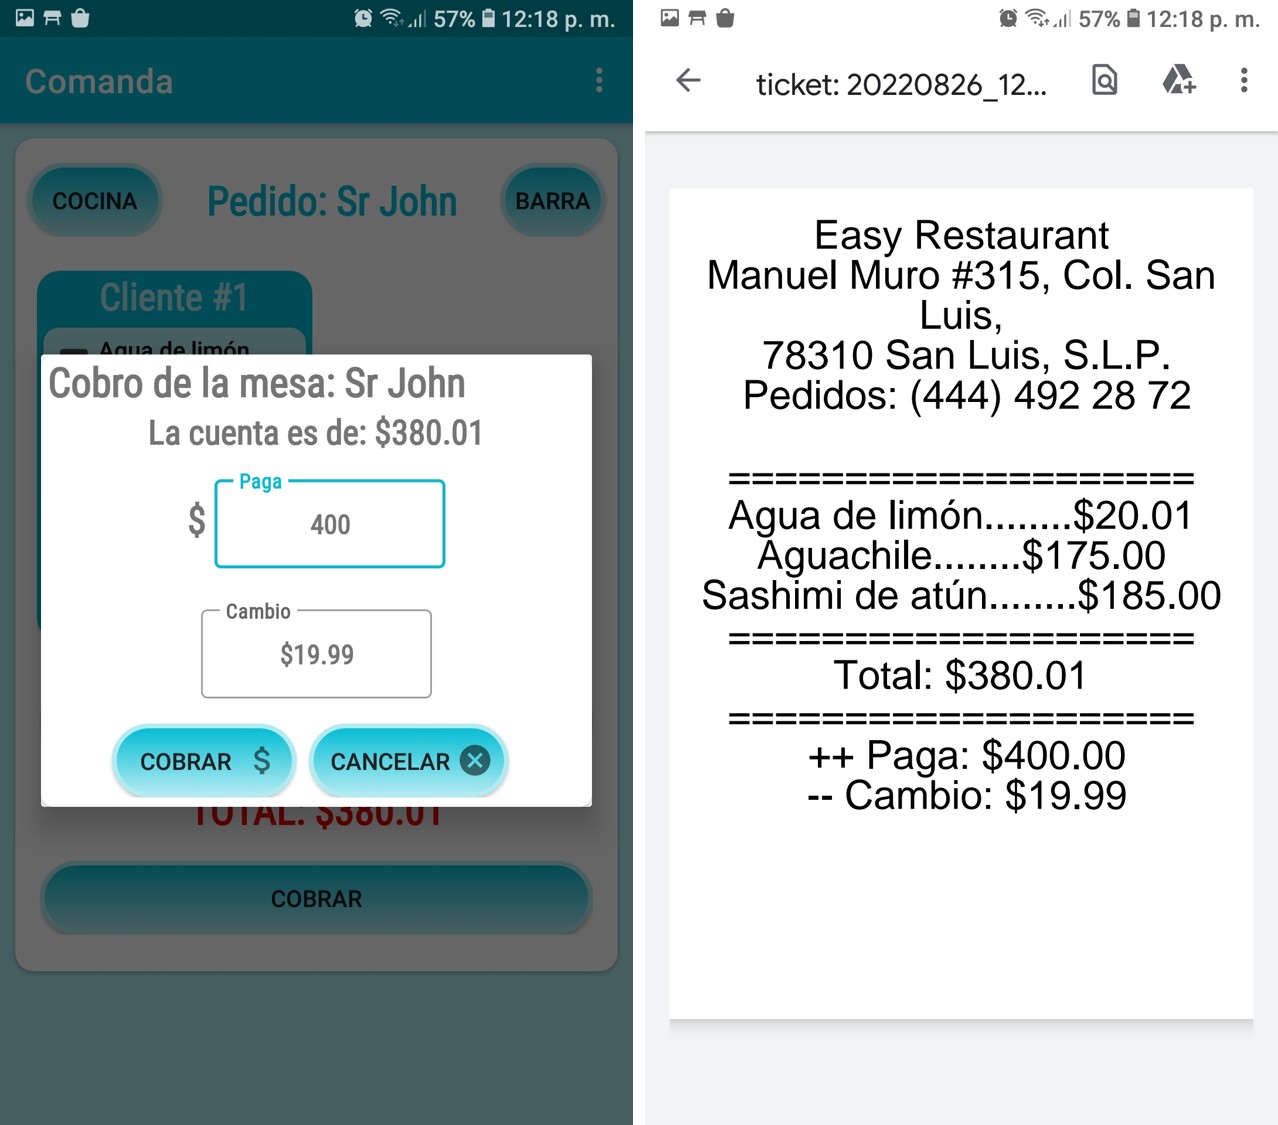 57% 12:18 p. m.
Comanda
COCINA
Pedido: Sr John
BARRA
Cliente #1
Agua de limón
Cobro de la mesa: Sr John
La cuenta es de: $380.01
Paga
$ 400
Cambio
$19.99
COBRAR $
CANCELAR
TOTAL: $380.01
COBRAR
57% 12:18 p. m.
ticket: 20220826_12...
Easy Restaurant
Manuel Muro #315, Col. San
Luis,
78310 San Luis, S.L.P.
Pedidos: (444) 492 28 72
====================
Agua de limón........$20.01
Aguachile........$175.00
Sashimi de atún........$185.00
====================
Total: $380.01
====================
++ Paga: $400.00
-- Cambio: $19.99